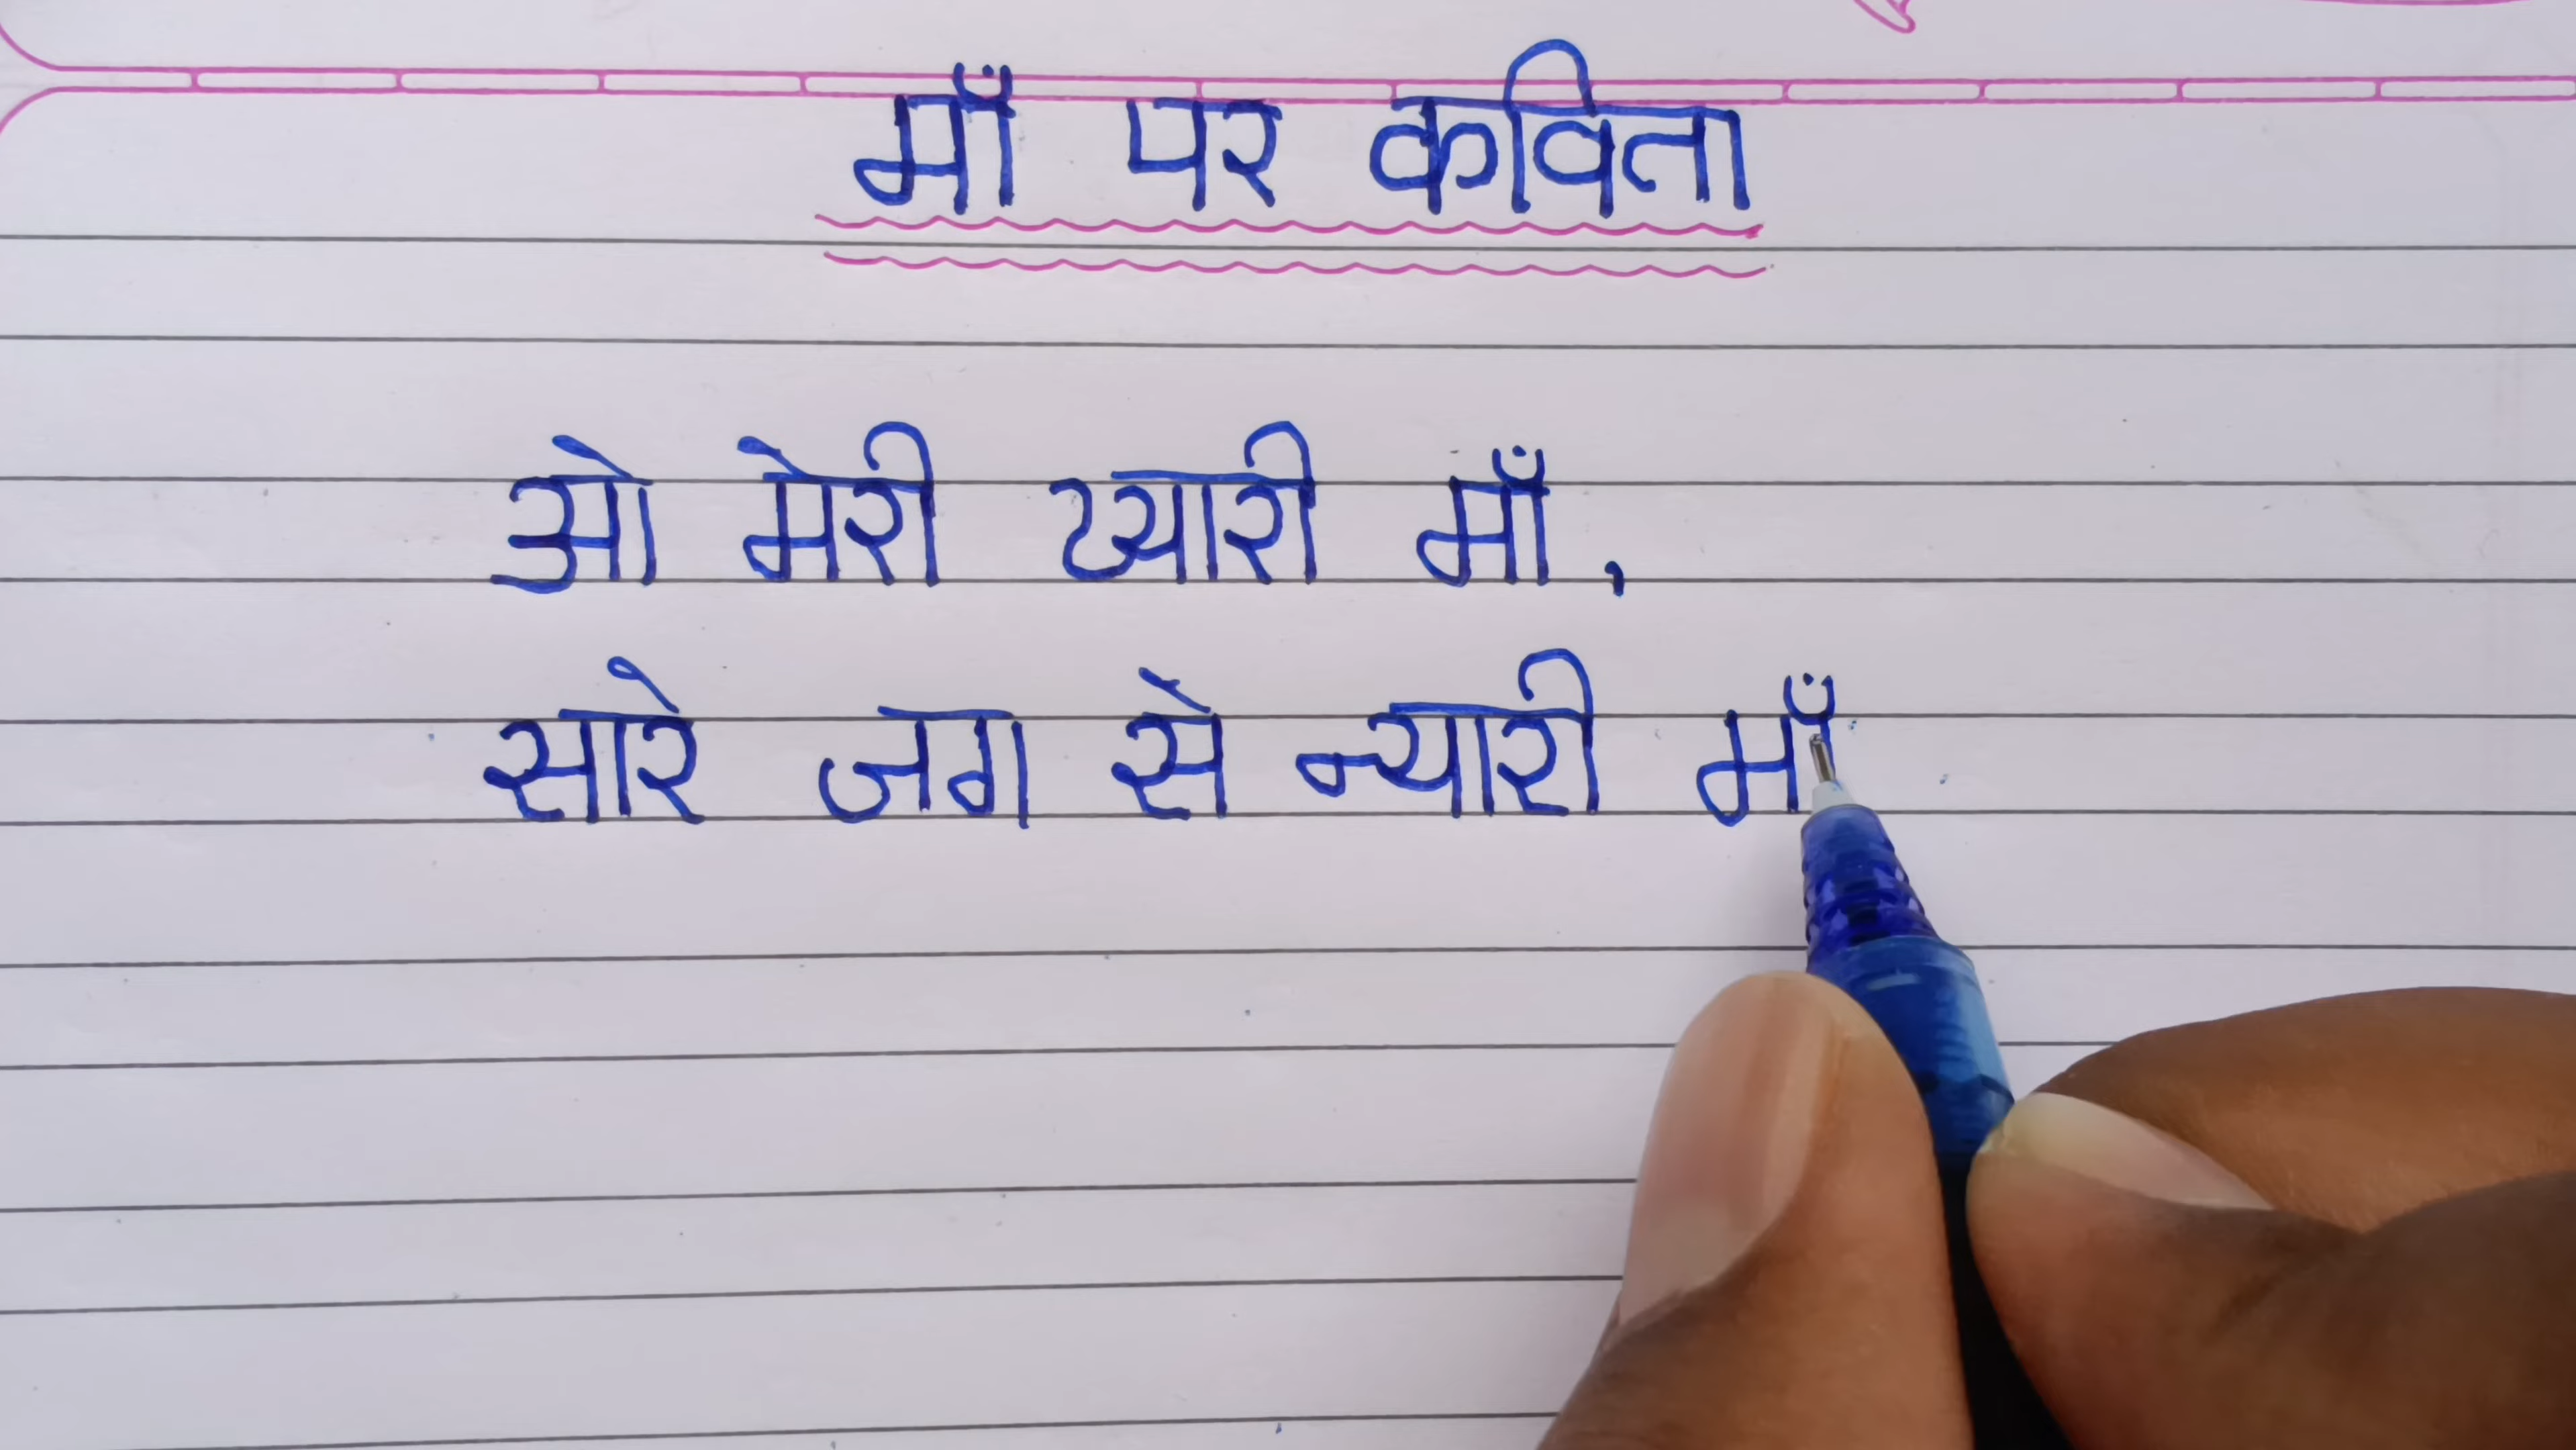 माँ पर कविता
ओ मेरी प्यारी माँ,
सारे जग से न्यारी माँ